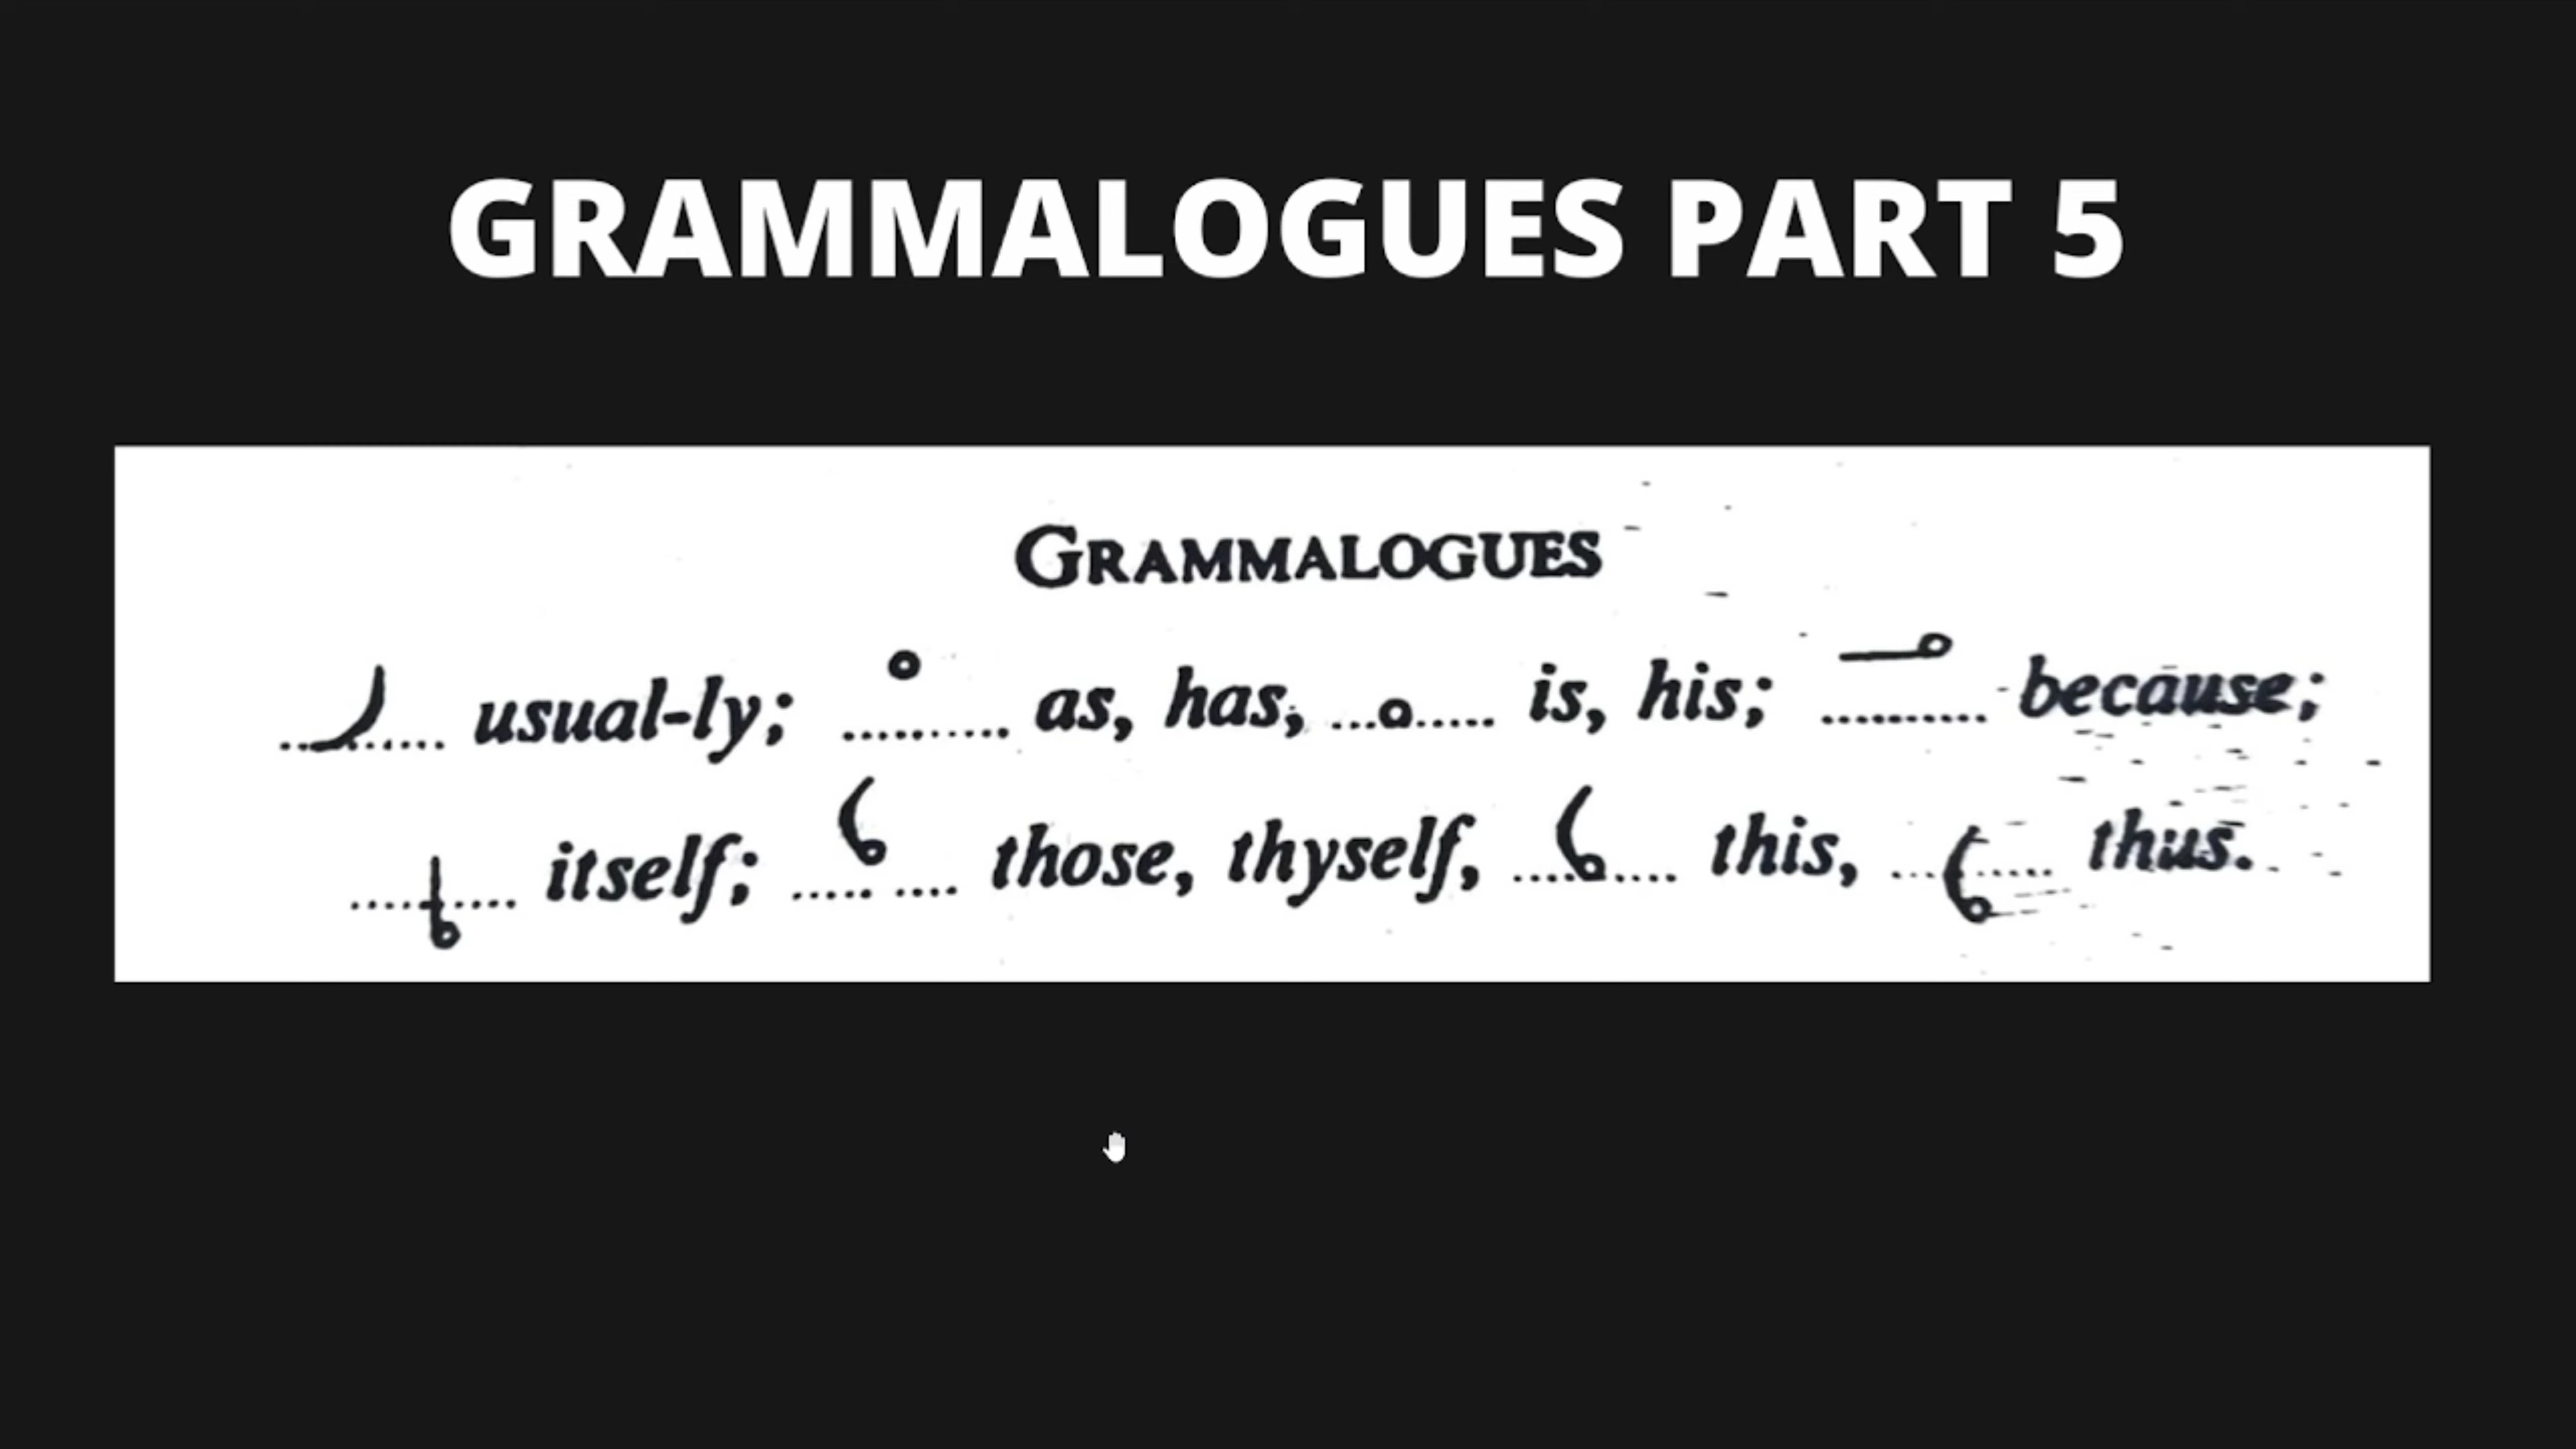 GRAMMALOGUES PART 5
GRAMMALOGUES
usual-ly; as, has, is, his; because;
itself; those, thyself, this, thus.